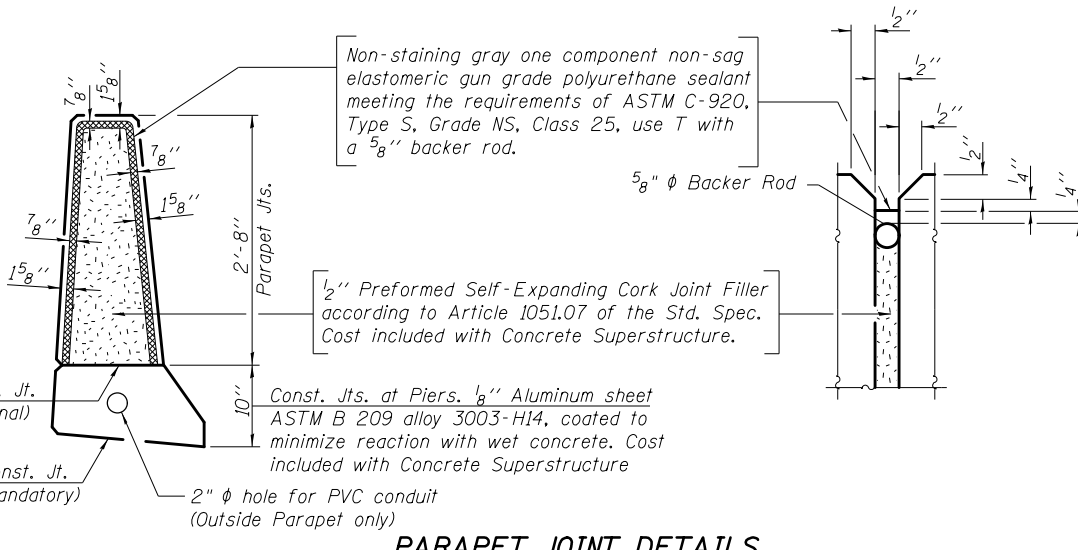 Non-staining gray one component non-sag
elastomeric gun grade polyurethane sealant
meeting the requirements of ASTM C-920,
Type S, Grade NS, Class 25, use T with
a 5/8" backer rod.
7/8"
1 5/8"
7/8"
1 5/8"
7/8"
1 5/8"
2'-8"
Parapet Jts.
10"
1/2"
1/2"
1/2"
1/2"
1/4"
1/4"
5/8" ϕ Backer Rod
1/2" Preformed Self-Expanding Cork Joint Filler
according to Article 1051.07 of the Std. Spec.
Cost included with Concrete Superstructure.
Const. Jts. at Piers. 1/8" Aluminum sheet
ASTM B 209 alloy 3003-H14, coated to
minimize reaction with wet concrete. Cost
included with Concrete Superstructure
. Jt.
nal)
nst. Jt.
andatory)
2" ϕ hole for PVC conduit
(Outside Parapet only)
PARAPET JOINT DETAILS